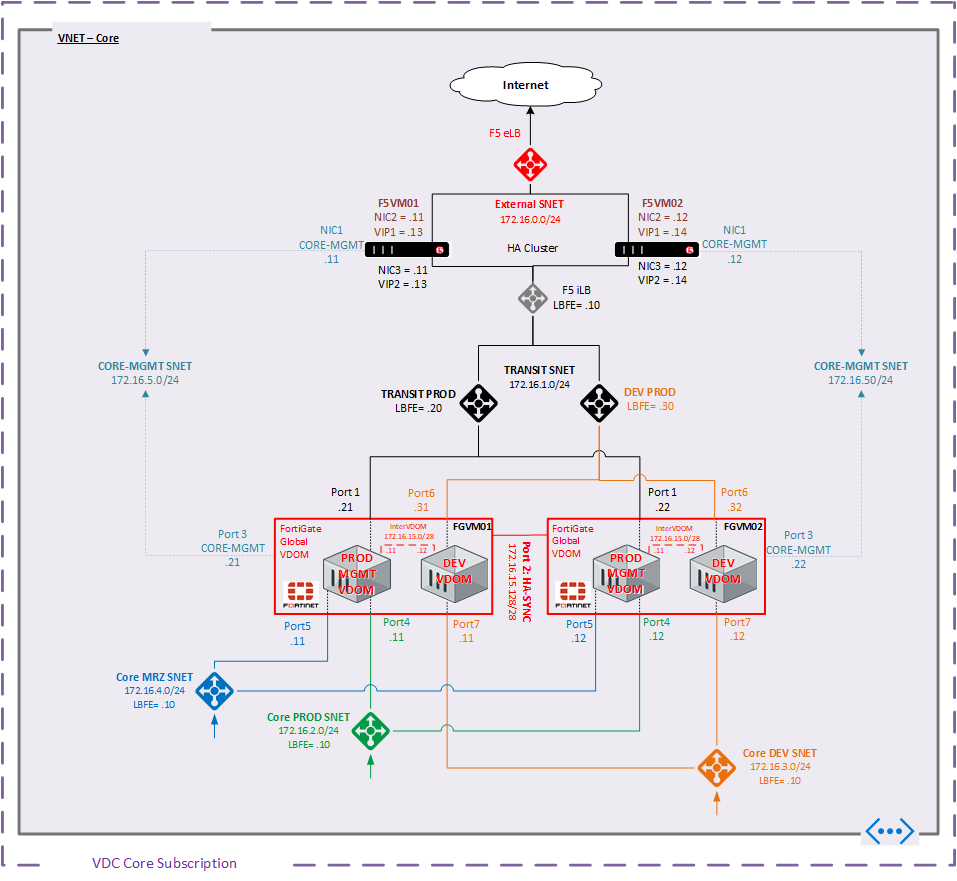 VNET – Core
Internet
F5 eLB
F5VM01
NIC2 = .11
VIP1 = .13
External SNET
172.16.0.0/24
F5VM02
NIC2 = .12
VIP1 = .14
NIC1
CORE-MGMT
.11
HA Cluster
NIC1
CORE-MGMT
.12
NIC3 = .11
VIP2 = .13
NIC3 = .12
VIP2 = .14
F5 iLB
LBFE= .10
CORE-MGMT SNET
172.16.5.0/24
CORE-MGMT SNET
172.16.50/24
TRANSIT SNET
172.16.1.0/24
TRANSIT PROD
LBFE= .20
DEV PROD
LBFE= .30
Port 1
.21
Port6
.31
Port 1
.22
Port6
.32
Port 3
CORE-MGMT
.21
FortiGate
Global
VDOM
InterVDOM
172.16.15.0/28
.11
.12
FGVM01
PROD
MGMT
VDOM
DEV
VDOM
FORTINET
Port 2: HA-SYNC
172.16.15.128/28
FortiGate
Global
VDOM
InterVDOM
172.16.15.0/28
.11
.12
FGVM02
PROD
MGMT
VDOM
DEV
VDOM
FORTINET
Port 3
CORE-MGMT
.22
Port5
.11
Port4
.11
Port7
.11
Port5
.12
Port4
.12
Port7
.12
Core MRZ SNET
172.16.4.0/24
LBFE= .10
Core PROD SNET
172.16.2.0/24
LBFE= .10
Core DEV SNET
172.16.3.0/24
LBFE= .10
VDC Core Subscription